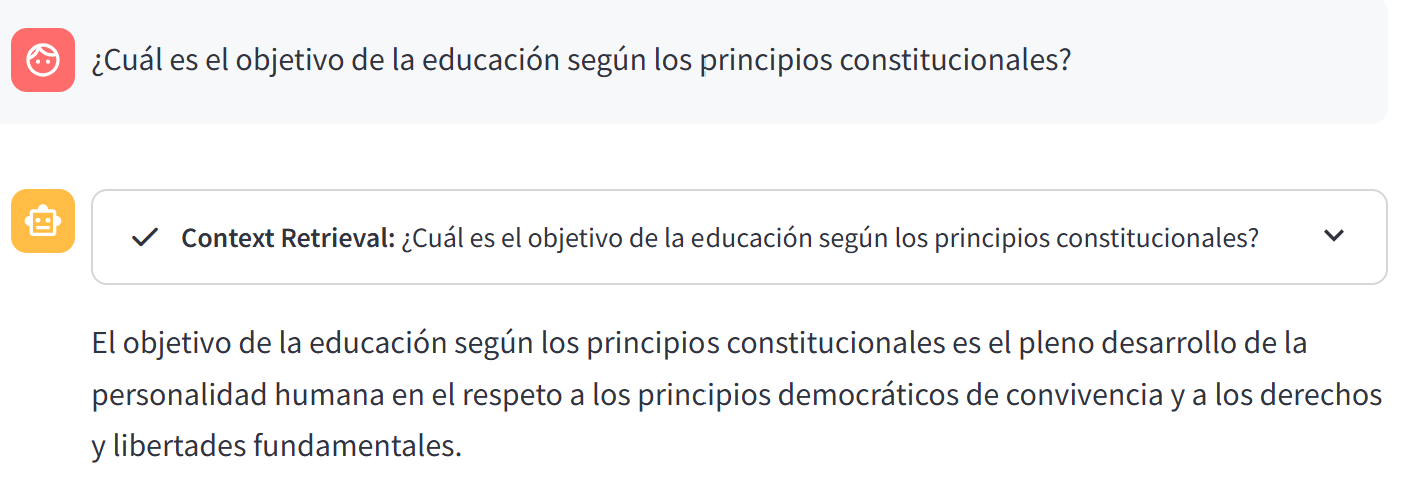 ¿Cuál es el objetivo de la educación según los principios constitucionales?
Context Retrieval: ¿Cuál es el objetivo de la educación según los principios constitucionales?
El objetivo de la educación según los principios constitucionales es el pleno desarrollo de la
personalidad humana en el respeto a los principios democráticos de convivencia y a los derechos
y libertades fundamentales.